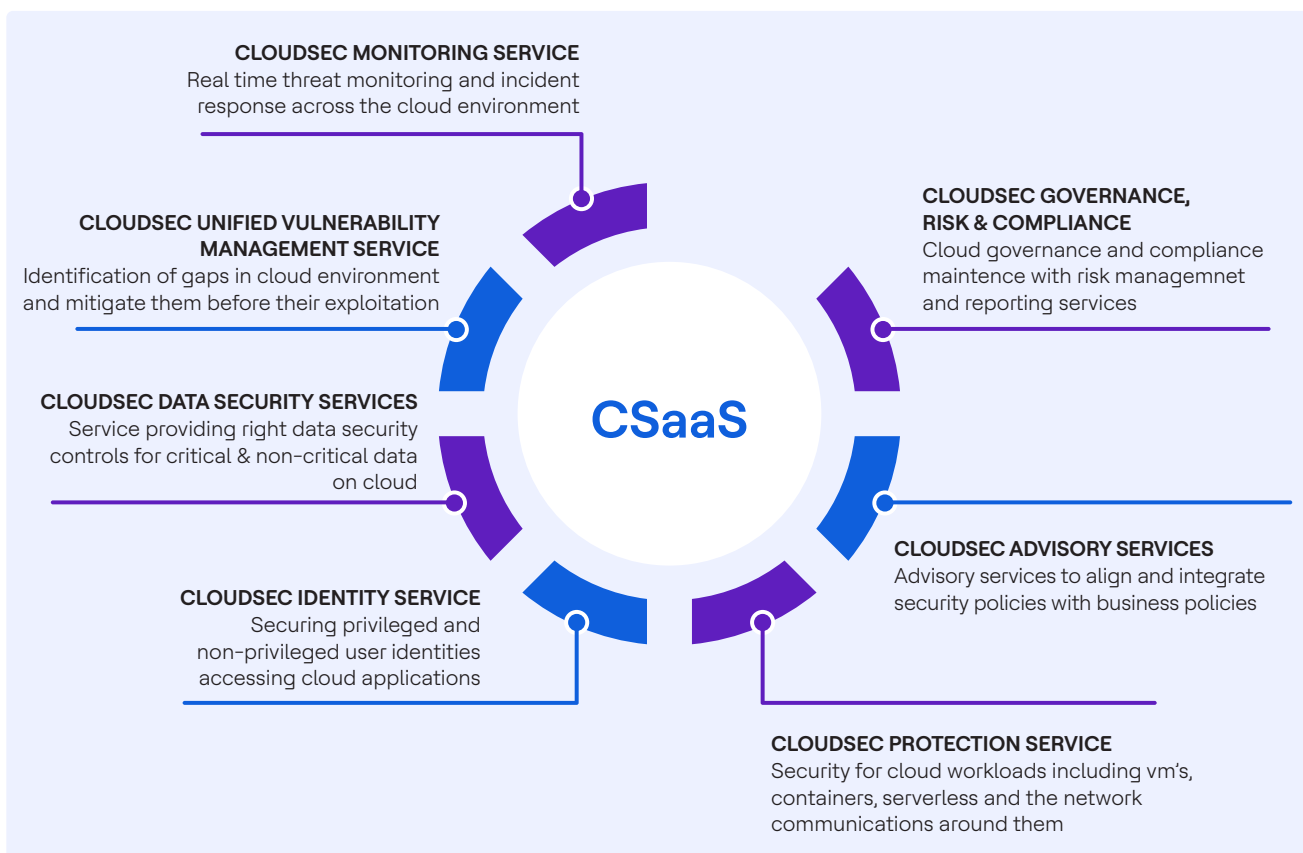 CLOUDSEC MONITORING SERVICE
Real time threat monitoring and incident
response across the cloud environment
CLOUDSEC UNIFIED VULNERABILITY
MANAGEMENT SERVICE
Identification of gaps in cloud environment
and mitigate them before their exploitation
CLOUDSEC DATA SECURITY SERVICES
Service providing right data security
controls for critical & non-critical data
on cloud
CLOUDSEC IDENTITY SERVICE
Securing privileged and
non-privileged user identities
accessing cloud applications
CSaaS
CLOUDSEC GOVERNANCE,
RISK & COMPLIANCE
Cloud governance and compliance
maintence with risk managemnet
and reporting services
CLOUDSEC ADVISORY SERVICES
Advisory services to align and integrate
security policies with business policies
CLOUDSEC PROTECTION SERVICE
Security for cloud workloads including vm's,
containers, serverless and the network
communications around them